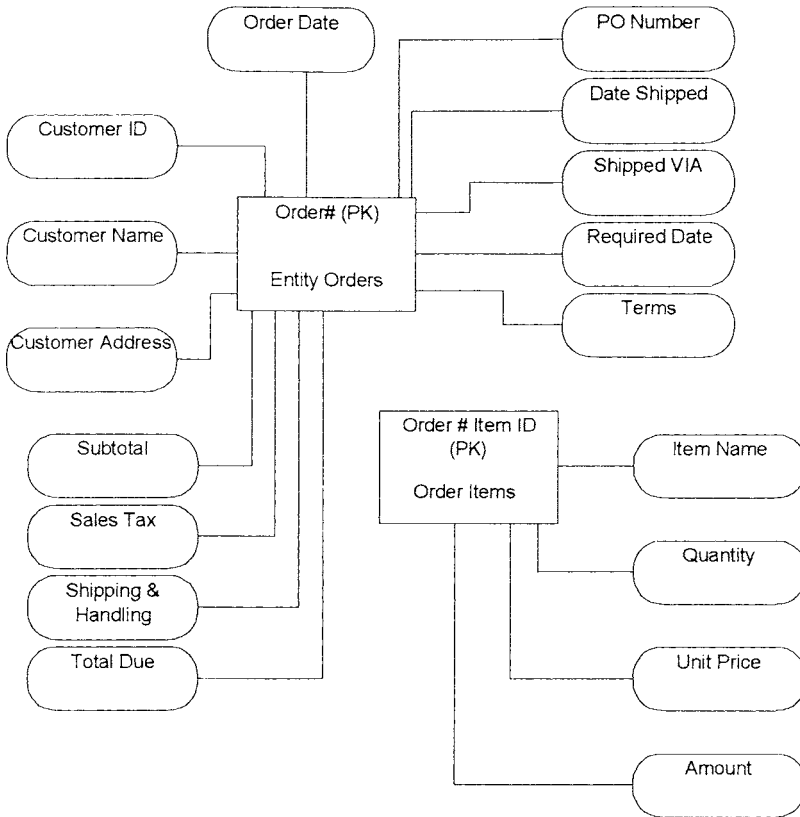 Order Date
PO Number
Date Shipped
Customer ID
Shipped VIA
Order# (PK)
Customer Name
Required Date
Entity Orders
Terms
Customer Address
Order # Item ID
(PK)
Subtotal
Item Name
Order Items
Sales Tax
Quantity
Shipping &
Handling
Total Due
Unit Price
Amount